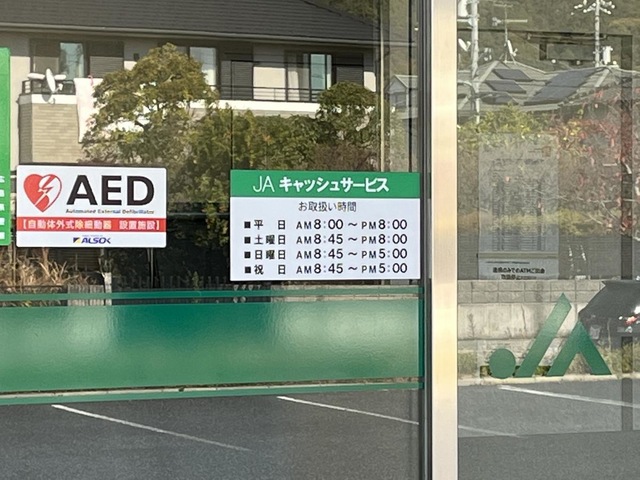 AED
Automated External Defibrillator
[自動体外式除細動器 設置施設]
ALSOK
JA キャッシュサービス
お取扱い時間
■平 日 AM8:00～PM8:00
■土曜日 AM8:45～PM8:00
■日曜日 AM8:45～PM5:00
■祝 日 AM8:45～PM5:00
JA